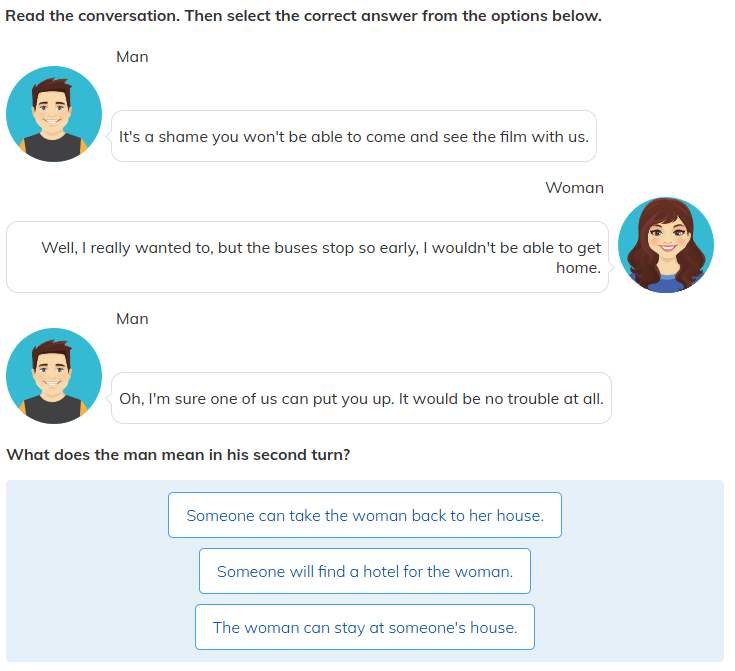 Read the conversation. Then select the correct answer from the options below.
Man
It's a shame you won't be able to come and see the film with us.
Woman
Well, I really wanted to, but the buses stop so early, I wouldn't be able to get
home.
Man
Oh, I'm sure one of us can put you up. It would be no trouble at all.
What does the man mean in his second turn?
Someone can take the woman back to her house.
Someone will find a hotel for the woman.
The woman can stay at someone's house.